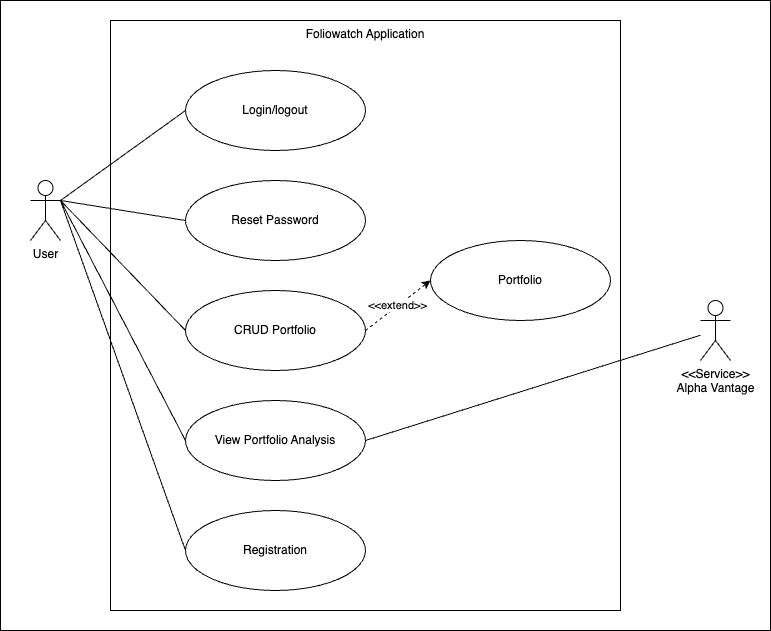 Foliowatch Application
Login/logout
Reset Password
User
Portfolio
<<extend>>
CRUD Portfolio
<<Service>>
Alpha Vantage
View Portfolio Analysis
Registration